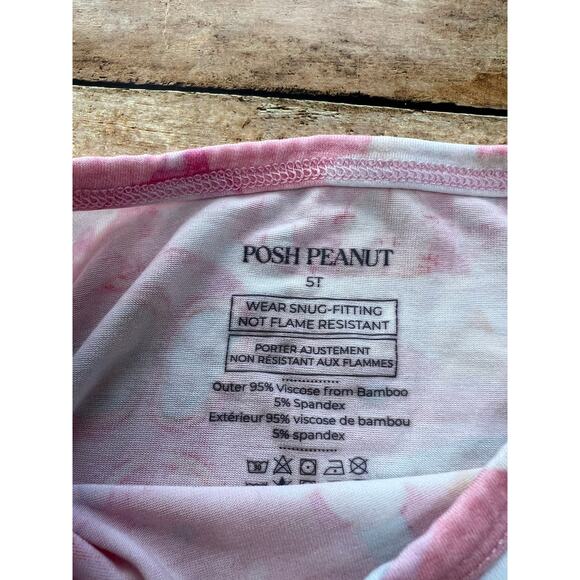 POSH PEANUT
5T
WEAR SNUG-FITTING
NOT FLAME RESISTANT
PORTER AJUSTEMENT
NON RÉSISTANT AUX FLAMMES
Outer 95% Viscose from Bamboo
5% Spandex
Extérieur 95% viscose de bambou
5% spandex
30